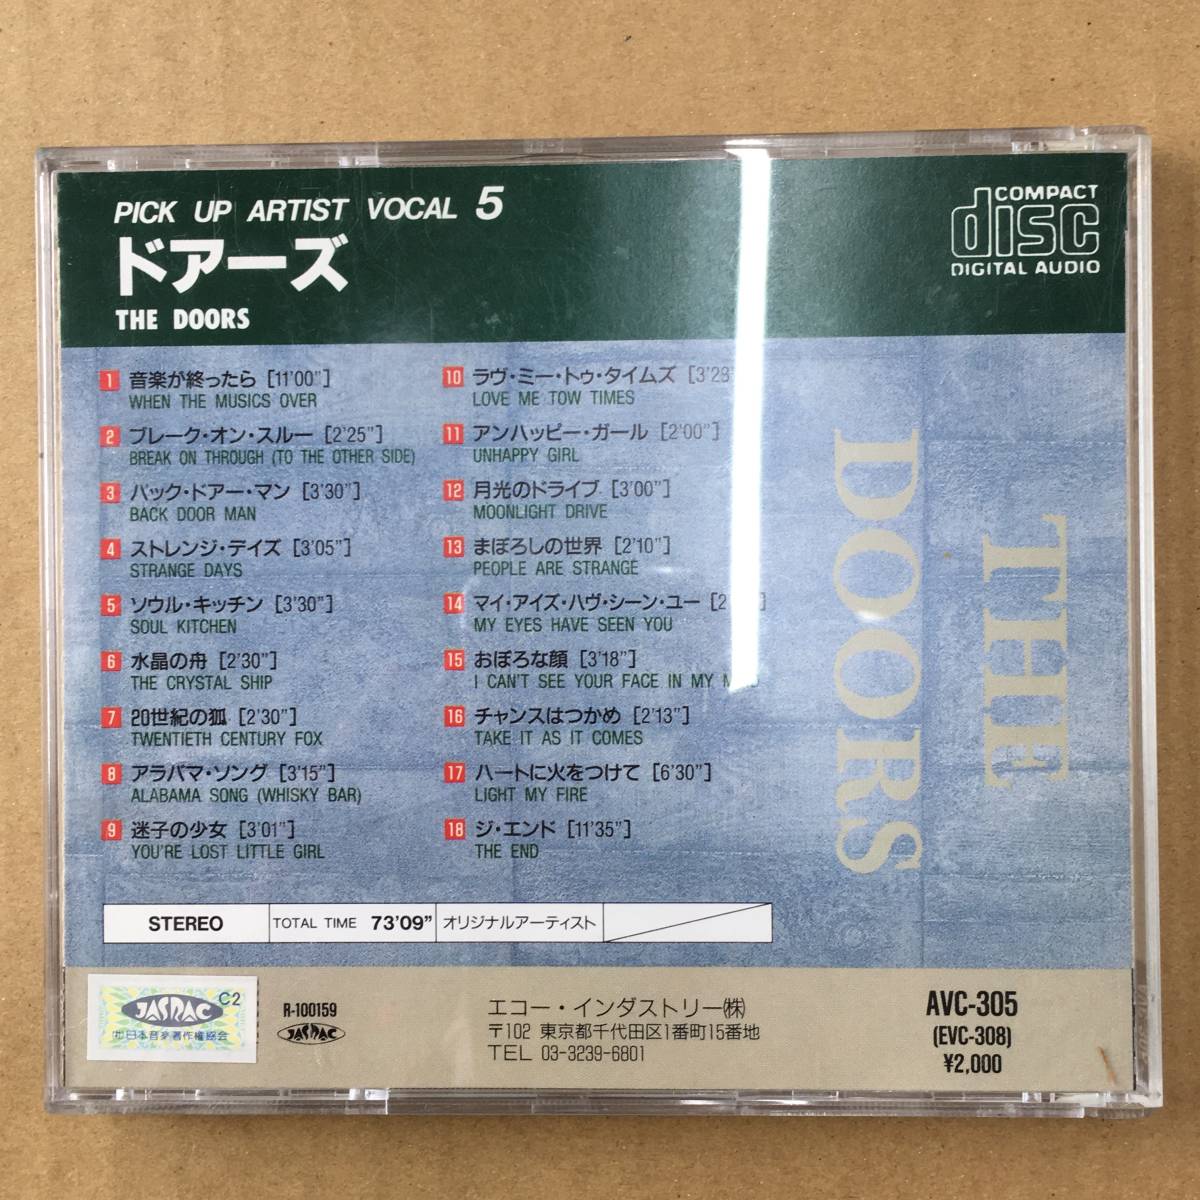 PICK UP ARTIST VOCAL 5
ドアーズ
THE DOORS
COMPACT
disc
DIGITAL AUDIO
1 音楽が終ったら [11'00"]
WHEN THE MUSICS OVER
2 ブレーク・オン・スルー [2'25"]
BREAK ON THROUGH (TO THE OTHER SIDE)
3 バック・ドアー・マン [3'30"]
BACK DOOR MAN
4 ストレンジ・デイズ [3'05"]
STRANGE DAYS
5 ソウル・キッチン [3'30"]
SOUL KITCHEN
6 水晶の舟 [2'30"]
THE CRYSTAL SHIP
7 20世紀の狐 [2'30"]
TWENTIETH CENTURY FOX
8 アラバマ・ソング [3'15"]
ALABAMA SONG (WHISKY BAR)
9 迷子の少女 [3'01"]
YOU'RE LOST LITTLE GIRL
10 ラヴ・ミー・トゥ・タイムズ [3'28"
LOVE ME TOW TIMES
11 アンハッピー・ガール [2'00"]
UNHAPPY GIRL
12 月光のドライブ [3'00"]
MOONLIGHT DRIVE
13 まぼろしの世界 [2'10"]
PEOPLE ARE STRANGE
14 マイ・アイズ・ハヴ・シーン・ユー
MY EYES HAVE SEEN YOU
15 おぼろな顔 [3'18"]
I CAN'T SEE YOUR FACE IN MY
16 チャンスはつかめ [2'13"]
TAKE IT AS IT COMES
17 ハートに火をつけて [6'30"]
LIGHT MY FIRE
18 ジ・エンド [11'35"]
THE END
THE
DOORS
STEREO
TOTAL TIME 73'09"
オリジナルアーティスト
C2
JASRAC
(社)日本音楽著作権協会
R-100159
JASRAC
エコー・インダストリー㈱
〒102 東京都千代田区1番町15番地
TEL 03-3239-6801
AVC-305
(EVC-308)
¥2,000